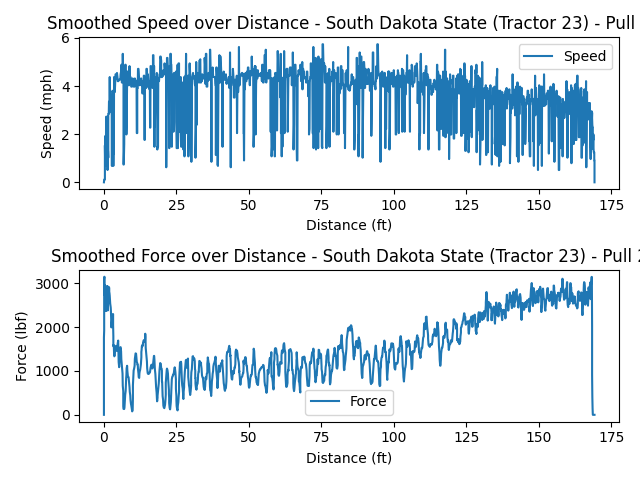 Smoothed Speed over Distance - South Dakota State (Tractor 23) - Pull
6
4
2
0
Speed (mph)
Speed
0 25 50 75 100 125 150 175
Distance (ft)
Smoothed Force over Distance - South Dakota State (Tractor 23) - Pull
3000
2000
1000
0
Force (lbf)
Force
0 25 50 75 100 125 150 175
Distance (ft)